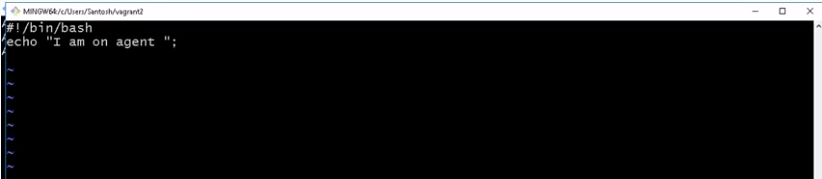 MINGW64:/c/Users/Santosh/vagrant2
#!/bin/bash
echo "I am on agent ";
~
~
~
~
~
~
~
~